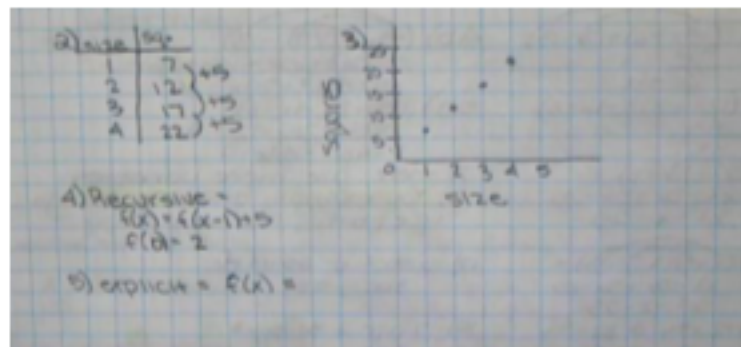 2) size sqs
1 7
2 12 +5
3 17 +5
4 22 +5
3)
25
20
15
10
5
0 1 2 3 4 5
squares
size
4) Recursive =
f(x) = f(x-1)+5
f(0) = 2
5) explicit = f(x) =